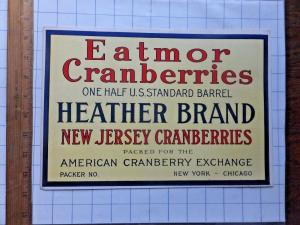 Eatmor
Cranberries
ONE HALF U.S. STANDARD BARREL
HEATHER BRAND
NEW JERSEY CRANBERRIES
PACKED FOR THE
AMERICAN CRANBERRY EXCHANGE
PACKER NO. NEW YORK - CHICAGO